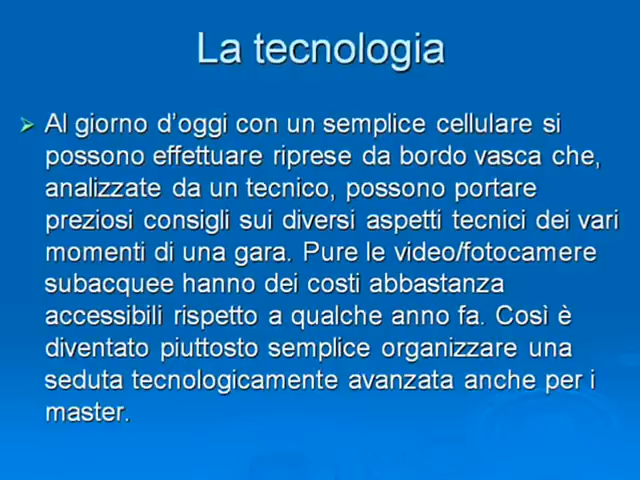 La tecnologia
Al giorno d'oggi con un semplice cellulare si
possono effettuare riprese da bordo vasca che,
analizzate da un tecnico, possono portare
preziosi consigli sui diversi aspetti tecnici dei vari
momenti di una gara. Pure le video/fotocamere
subacquee hanno dei costi abbastanza
accessibili rispetto a qualche anno fa. Così è
diventato piuttosto semplice organizzare una
seduta tecnologicamente avanzata anche per i
master.